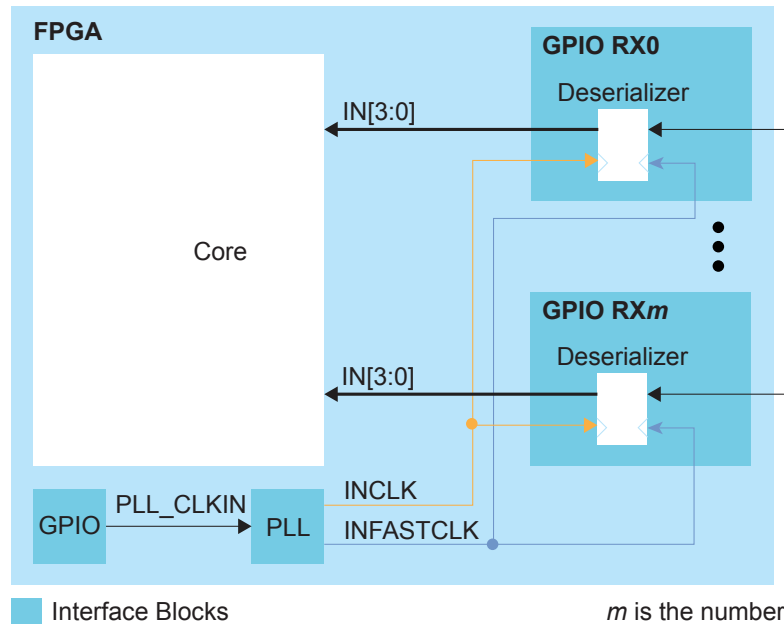 FPGA
GPIO RX0
Deserializer
IN[3:0]
Core
GPIO RXm
Deserializer
IN[3:0]
INCLK
PLL_CLKIN
GPIO
PLL
INFASTCLK
Interface Blocks
m is the number